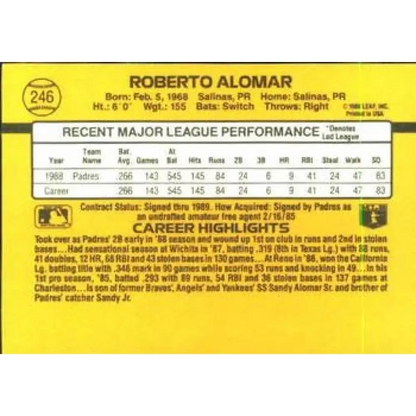 246
ROBERTO ALOMAR
Born: Feb. 5, 1968 Salinas, PR Home: Salinas, PR
Ht.: 6'0" Wgt.: 155 Bats: Switch Throws: Right
© 1988 LEAF, INC.
Printed in USA
RECENT MAJOR LEAGUE PERFORMANCE *Denotes Led League
Year Team Name Bat. Avg. Games At Bat Hits Runs 2B 3B HR RBI Steal Walk SO
1988 Padres .266 143 545 145 84 24 6 9 41 24 47 83
Career .266 143 545 145 84 24 6 9 41 24 47 83
Contract Status: Signed thru 1989. How Acquired: Signed by Padres as
an undrafted amateur free agent 2/16/85
CAREER HIGHLIGHTS
Took over as Padres' 2B early in '88 season and wound up 1st on club in runs and 2nd in stolen
bases...Had sensational season at Wichita in '87, batting .319 (8th in Texas Lg.) with 88 runs,
41 doubles, 12 HR, 68 RBI and 43 stolen bases in 130 games...At Reno in '86, won the California
Lg. batting title with .346 mark in 90 games while scoring 53 runs and knocking in 49...In his
1st pro season, '85, batted .293 with 89 runs, 54 RBI and 36 stolen bases in 137 games at
Charleston...Is son of former Braves', Angels' and Yankees' SS Sandy Alomar Sr. and brother of
Padres' catcher Sandy Jr.